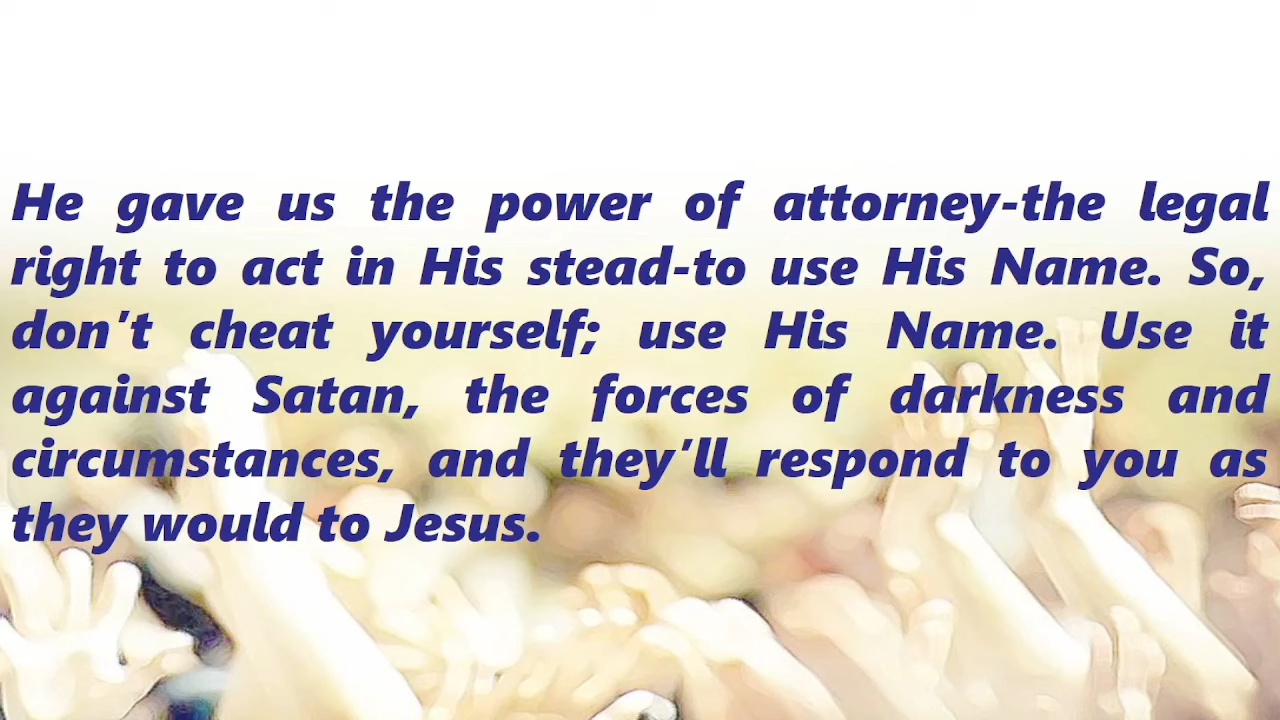 He gave us the power of attorney-the legal
right to act in His stead-to use His Name. So,
don't cheat yourself; use His Name. Use it
against Satan, the forces of darkness and
circumstances, and they'll respond to you as
they would to Jesus.